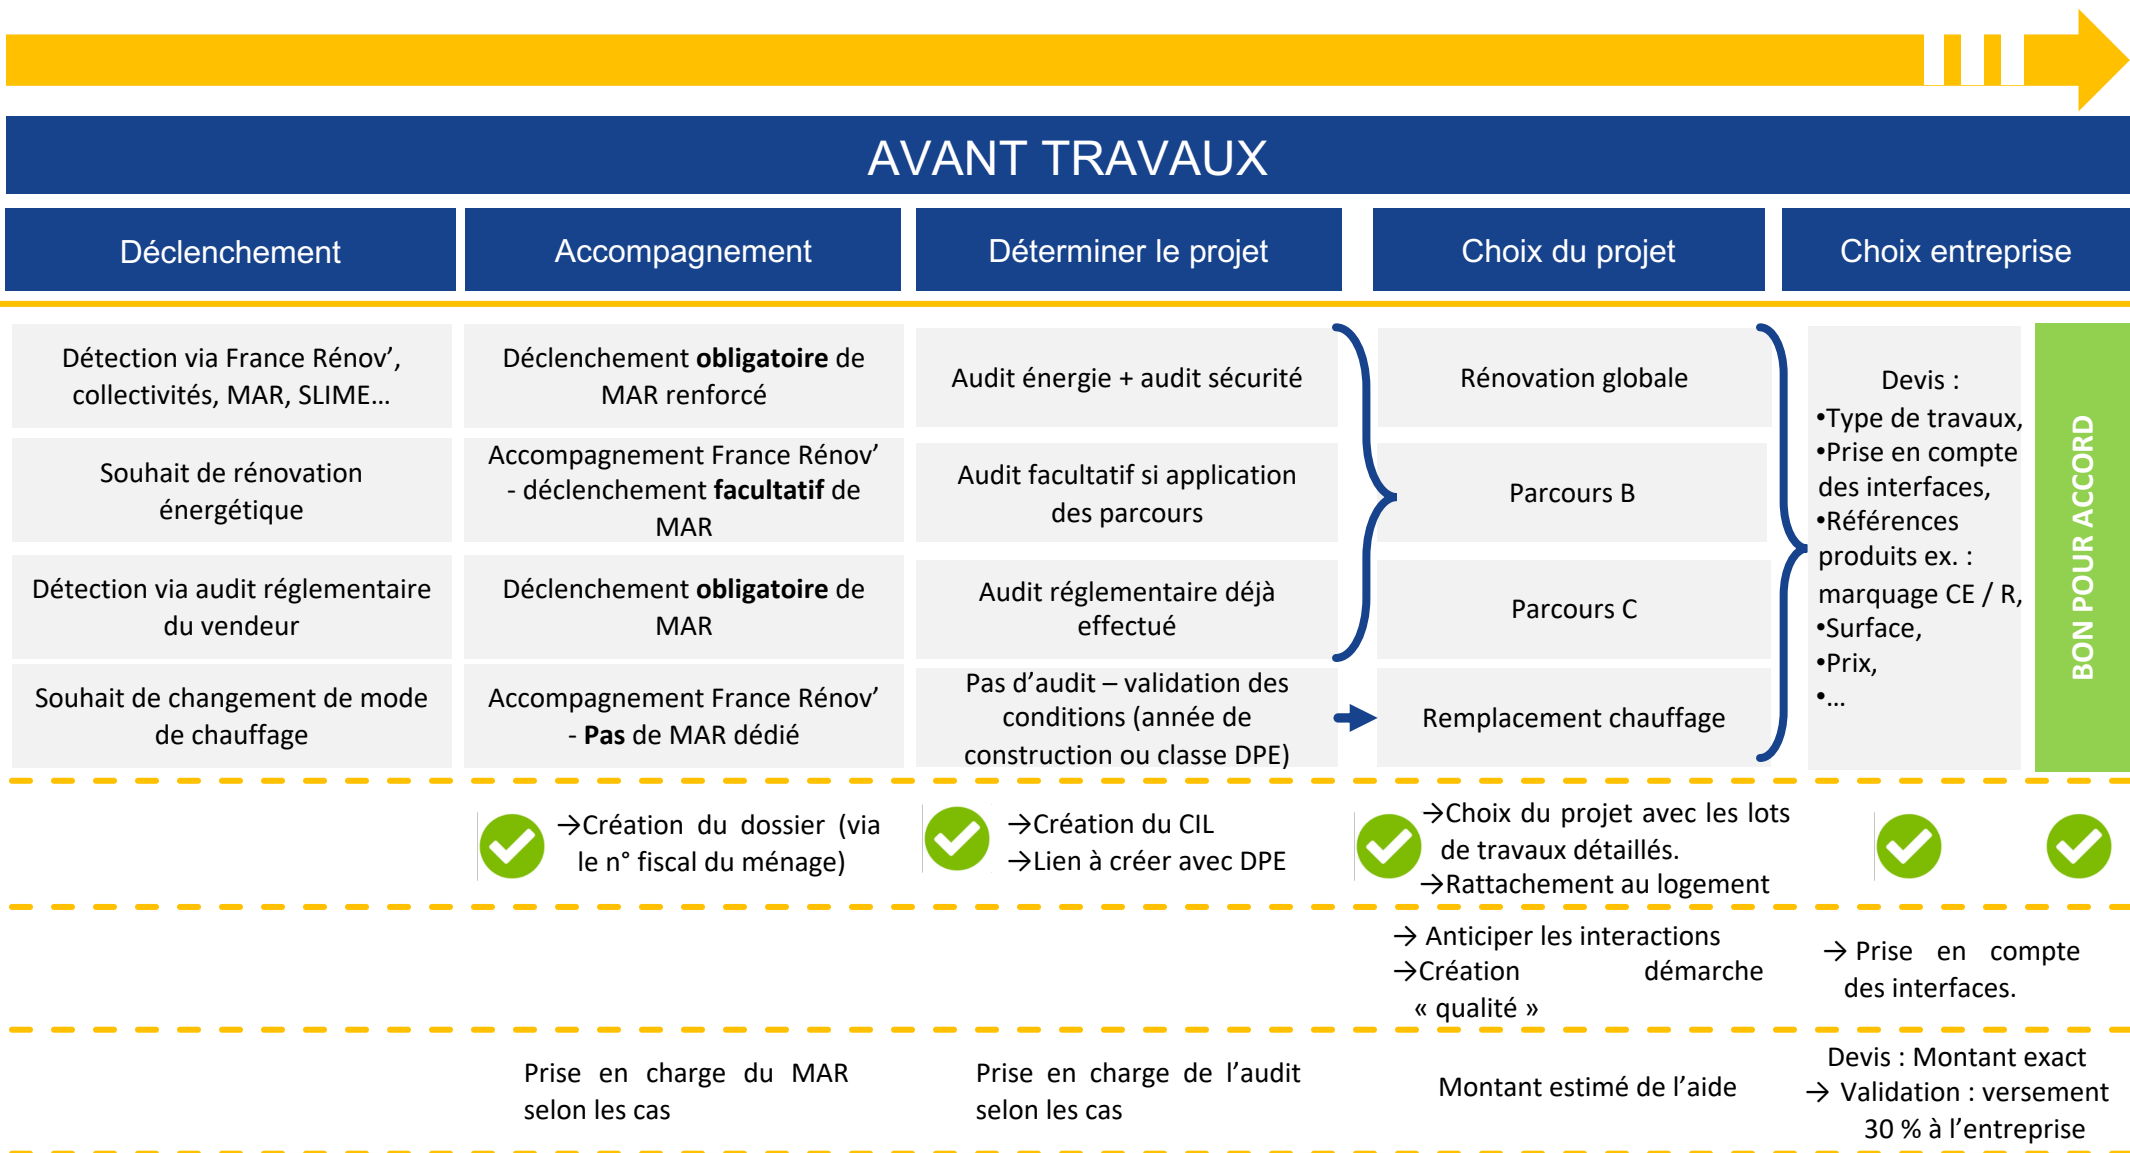 AVANT TRAVAUX
Déclenchement
Accompagnement
Déterminer le projet
Choix du projet
Choix entreprise
Détection via France Rénov’,
collectivités, MAR, SLIME…
Déclenchement obligatoire de
MAR renforcé
Audit énergie + audit sécurité
Rénovation globale
Souhait de rénovation
énergétique
Accompagnement France Rénov’
- déclenchement facultatif de
MAR
Audit facultatif si application
des parcours
Parcours B
Détection via audit réglementaire
du vendeur
Déclenchement obligatoire de
MAR
Audit réglementaire déjà
effectué
Parcours C
Souhait de changement de mode
de chauffage
Accompagnement France Rénov’
- Pas de MAR dédié
Pas d’audit – validation des
conditions (année de
construction ou classe DPE)
Remplacement chauffage
Devis :
•Type de travaux,
•Prise en compte
des interfaces,
•Références
produits ex. :
marquage CE / R,
•Surface,
•Prix,
•…
BON POUR ACCORD
→Création du dossier (via
le n° fiscal du ménage)
→Création du CIL
→Lien à créer avec DPE
→Choix du projet avec les lots
de travaux détaillés.
→Rattachement au logement
→ Anticiper les interactions
→Création démarche
« qualité »
→ Prise en compte
des interfaces.
Prise en charge du MAR
selon les cas
Prise en charge de l’audit
selon les cas
Montant estimé de l’aide
Devis : Montant exact
→ Validation : versement
30 % à l’entreprise